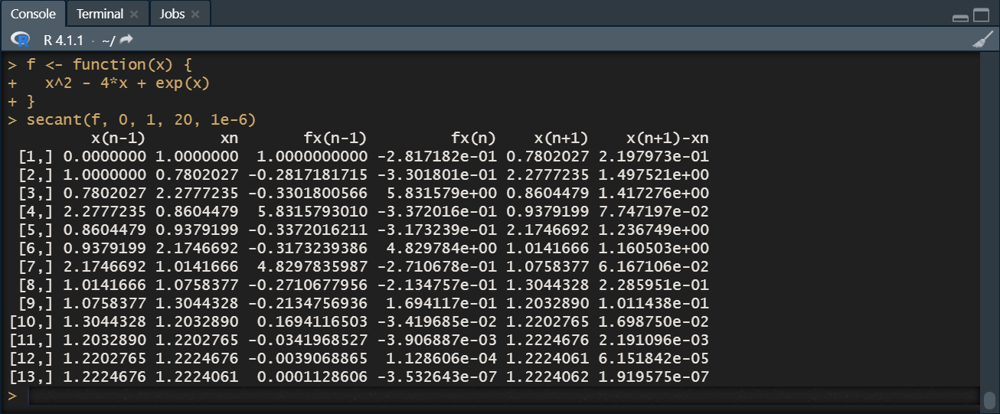 Console Terminal Jobs
R 4.1.1 · ~/
> f <- function(x) {
+   x^2 - 4*x + exp(x)
+ }
> secant(f, 0, 1, 20, 1e-6)
         x(n-1)        xn       fx(n-1)         fx(n)    x(n+1)    x(n+1)-xn
 [1,] 0.0000000 1.0000000  1.0000000000 -2.817182e-01 0.7802027 2.197973e-01
 [2,] 1.0000000 0.7802027 -0.2817181715 -3.301801e-01 2.2777235 1.497521e+00
 [3,] 0.7802027 2.2777235 -0.3301800566  5.831579e+00 0.8604479 1.417276e+00
 [4,] 2.2777235 0.8604479  5.8315793010 -3.372016e-01 0.9379199 7.747197e-02
 [5,] 0.8604479 0.9379199 -0.3372016211 -3.173239e-01 2.1746692 1.236749e+00
 [6,] 0.9379199 2.1746692 -0.3173239386  4.829784e+00 1.0141666 1.160503e+00
 [7,] 2.1746692 1.0141666  4.8297835987 -2.710678e-01 1.0758377 6.167106e-02
 [8,] 1.0141666 1.0758377 -0.2710677956 -2.134757e-01 1.3044328 2.285951e-01
 [9,] 1.0758377 1.3044328 -0.2134756936  1.694117e-01 1.2032890 1.011438e-01
[10,] 1.3044328 1.2032890  0.1694116503 -3.419685e-02 1.2202765 1.698750e-02
[11,] 1.2032890 1.2202765 -0.0341968527 -3.906887e-03 1.2224676 2.191096e-03
[12,] 1.2202765 1.2224676 -0.0039068865  1.128606e-04 1.2224061 6.151842e-05
[13,] 1.2224676 1.2224061  0.0001128606 -3.532643e-07 1.2224062 1.919575e-07
>